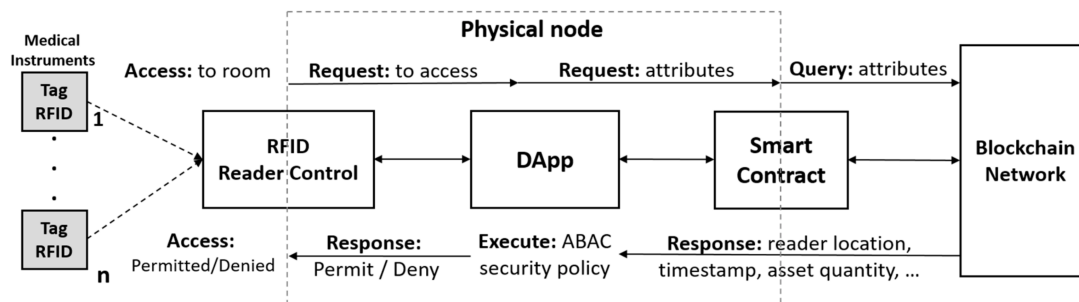 Physical node
Medical
Instruments
Access: to room
Request: to access
Request: attributes
Query: attributes
Tag
RFID
1
RFID
Reader Control
DApp
Smart
Contract
Blockchain
Network
Tag
RFID
n
Access:
Permitted/Denied
Response:
Permit / Deny
Execute: ABAC
security policy
Response: reader location,
timestamp, asset quantity, ...